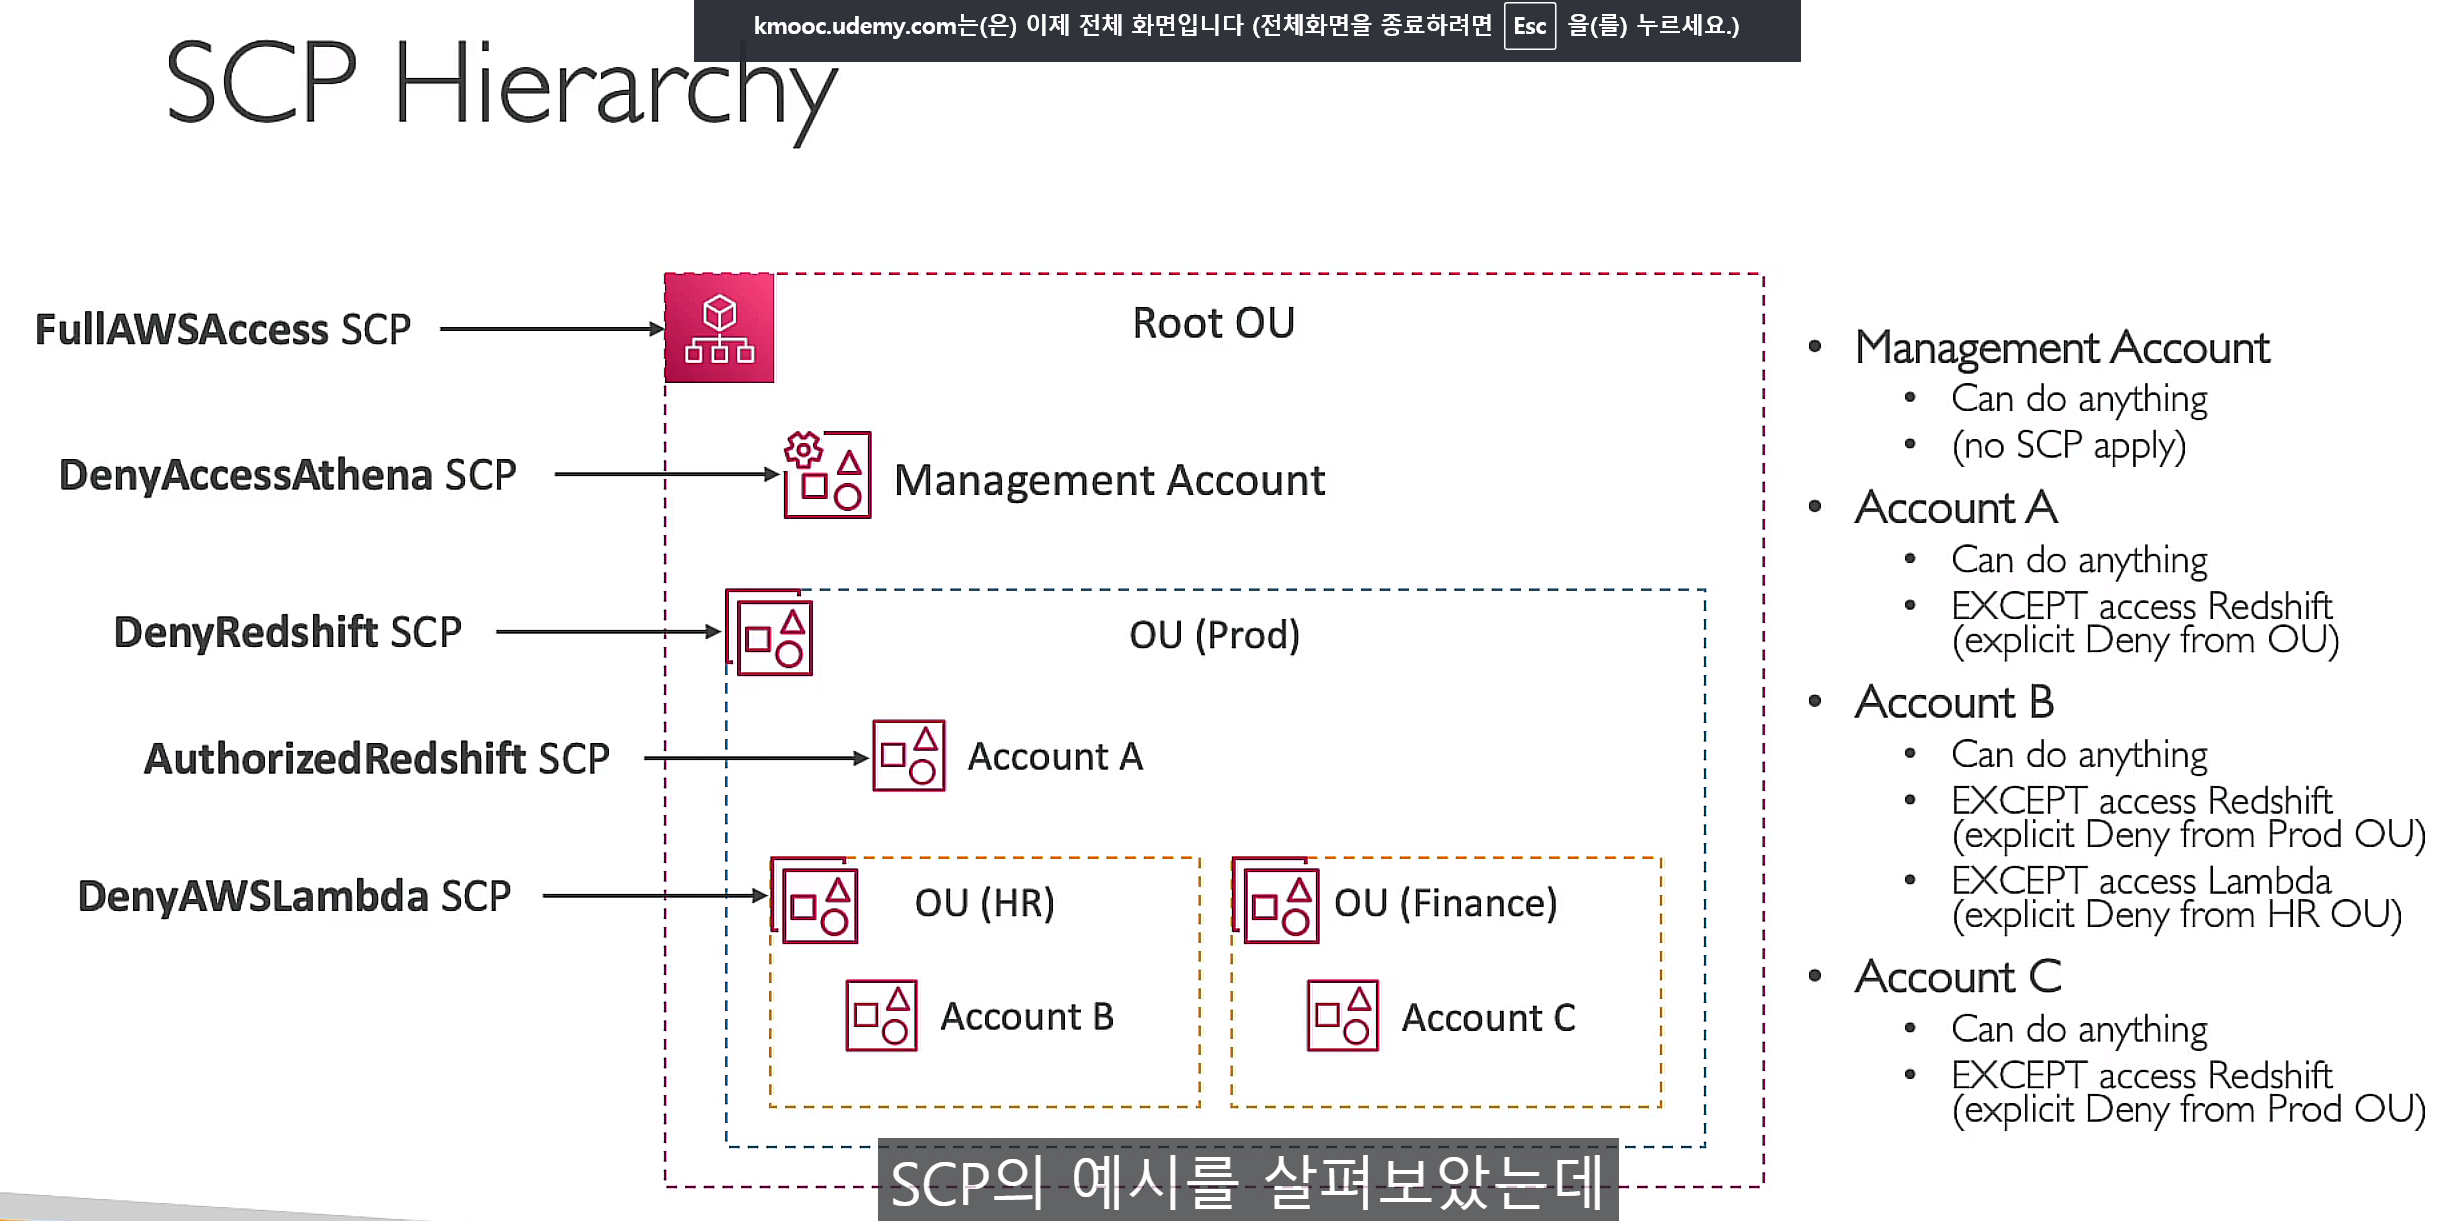 kmooc.udemy.com는(은) 이제 전체 화면입니다 (전체화면을 종료하려면 Esc 을(를) 누르세요.)
SCP Hierarchy
FullAWSAccess SCP
Root OU
DenyAccessAthena SCP
Management Account
DenyRedshift SCP
OU (Prod)
AuthorizedRedshift SCP
Account A
DenyAWSLambda SCP
OU (HR)
OU (Finance)
Account B
Account C
• Management Account
• Can do anything
• (no SCP apply)
• Account A
• Can do anything
• EXCEPT access Redshift
(explicit Deny from OU)
• Account B
• Can do anything
• EXCEPT access Redshift
(explicit Deny from Prod OU)
• EXCEPT access Lambda
(explicit Deny from HR OU)
• Account C
• Can do anything
• EXCEPT access Redshift
(explicit Deny from Prod OU)
SCP의 예시를 살펴보았는데